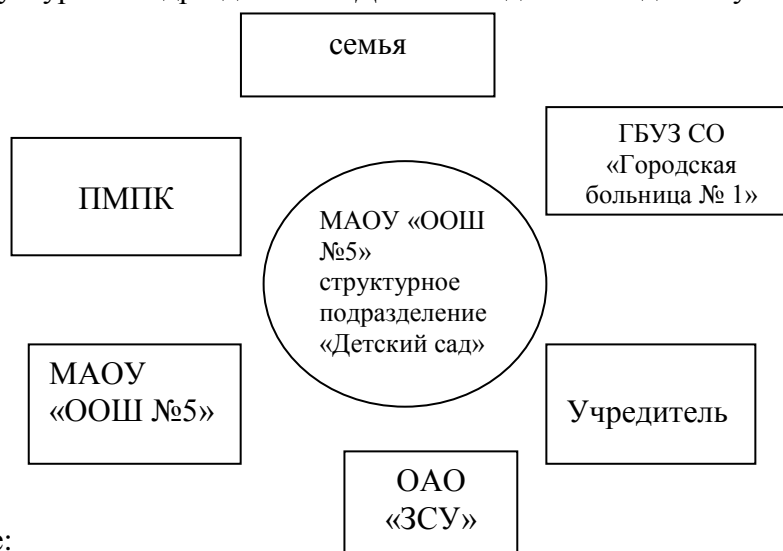 семья
ГБУЗ СО
«Городская
больница № 1»
ПМПК
МАОУ «ООШ
№5»
структурное
подразделение
«Детский сад»
МАОУ
«ООШ №5»
Учредитель
ОАО
«ЗСУ»
е: